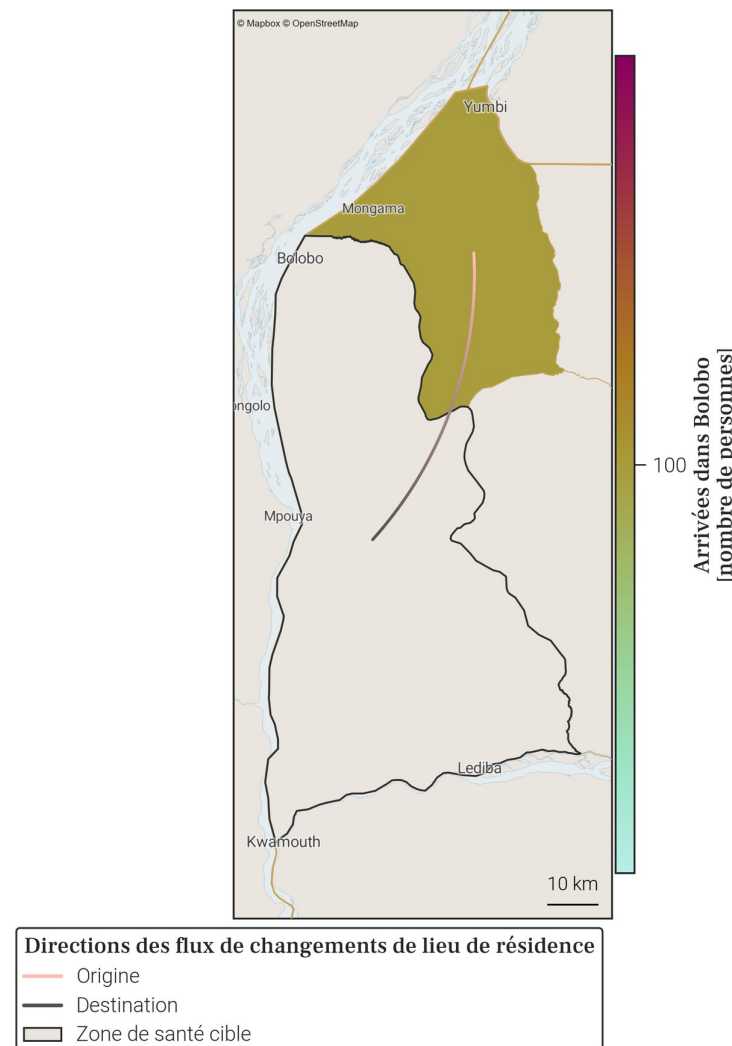 © Mapbox © OpenStreetMap
Yumbi
Mongama
Bolobo
ongolo
Mpouya
Lediba
Kwamouth
10 km
100
Arrivées dans Bolobo
[nombre de personnes]
Directions des flux de changements de lieu de résidence
Origine
Destination
Zone de santé cible